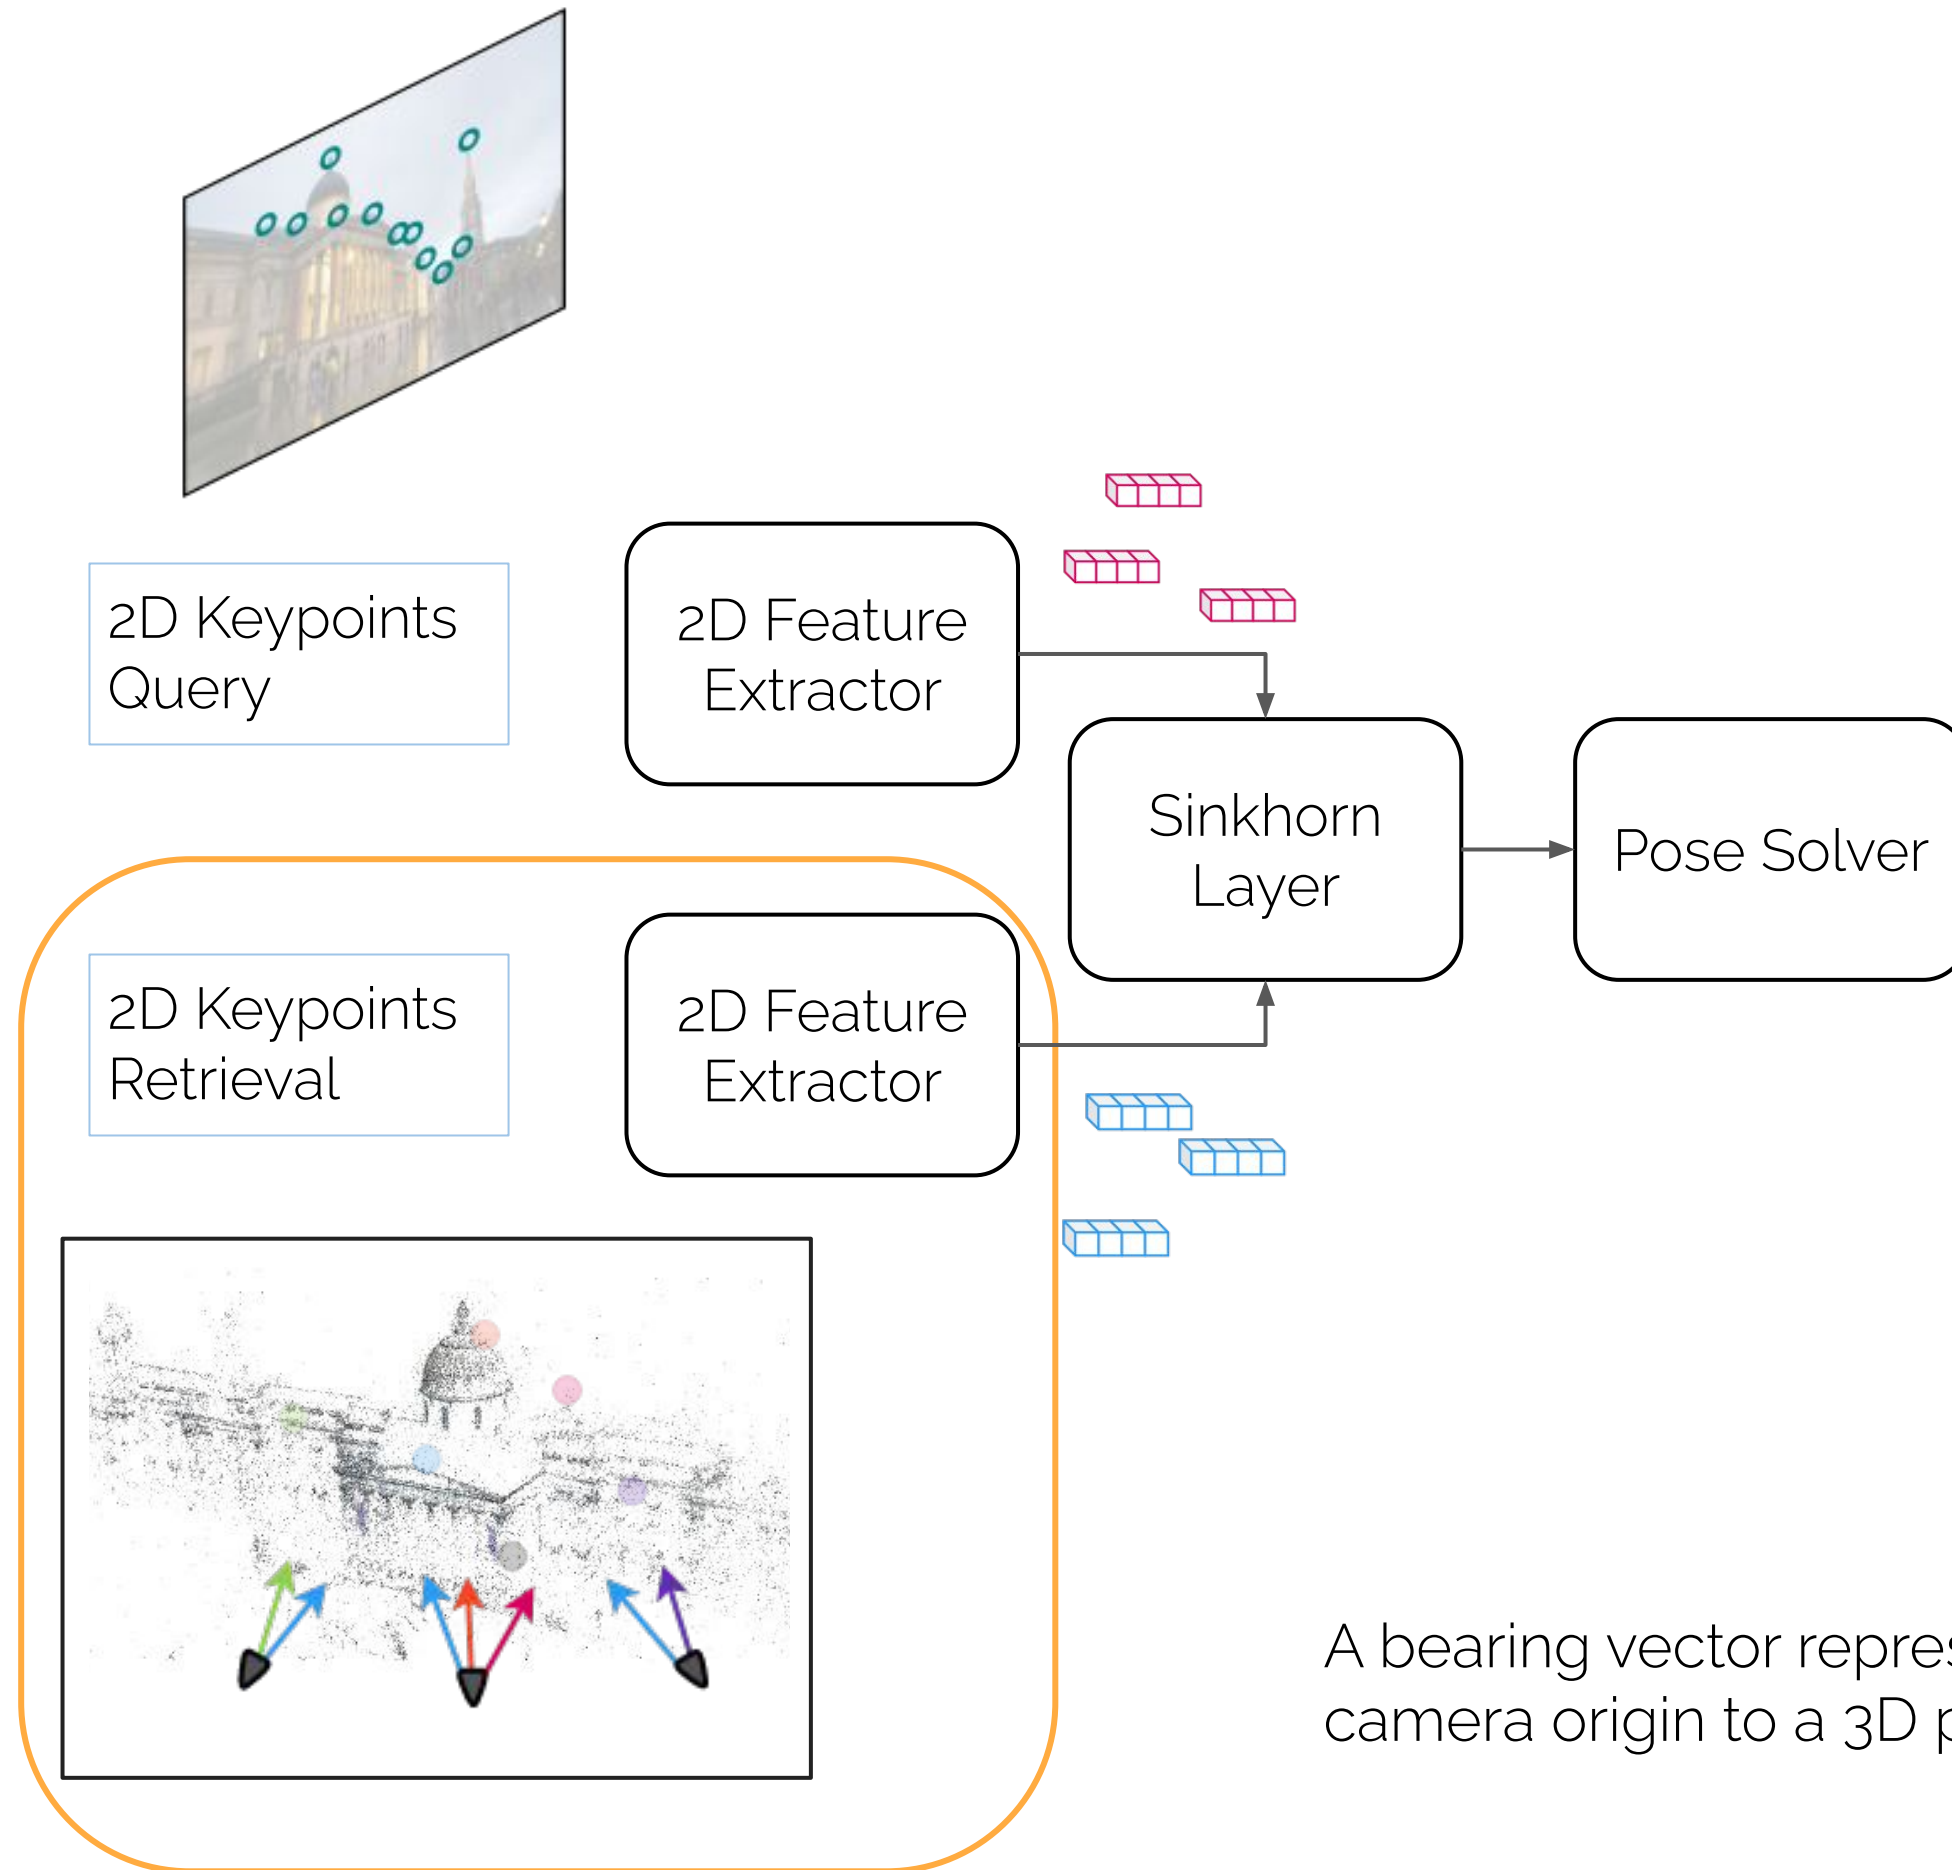 2D Keypoints
Query
2D Feature
Extractor
Sinkhorn
Layer
Pose Solver
2D Keypoints
Retrieval
2D Feature
Extractor
A bearing vector
camera origin to a 3D